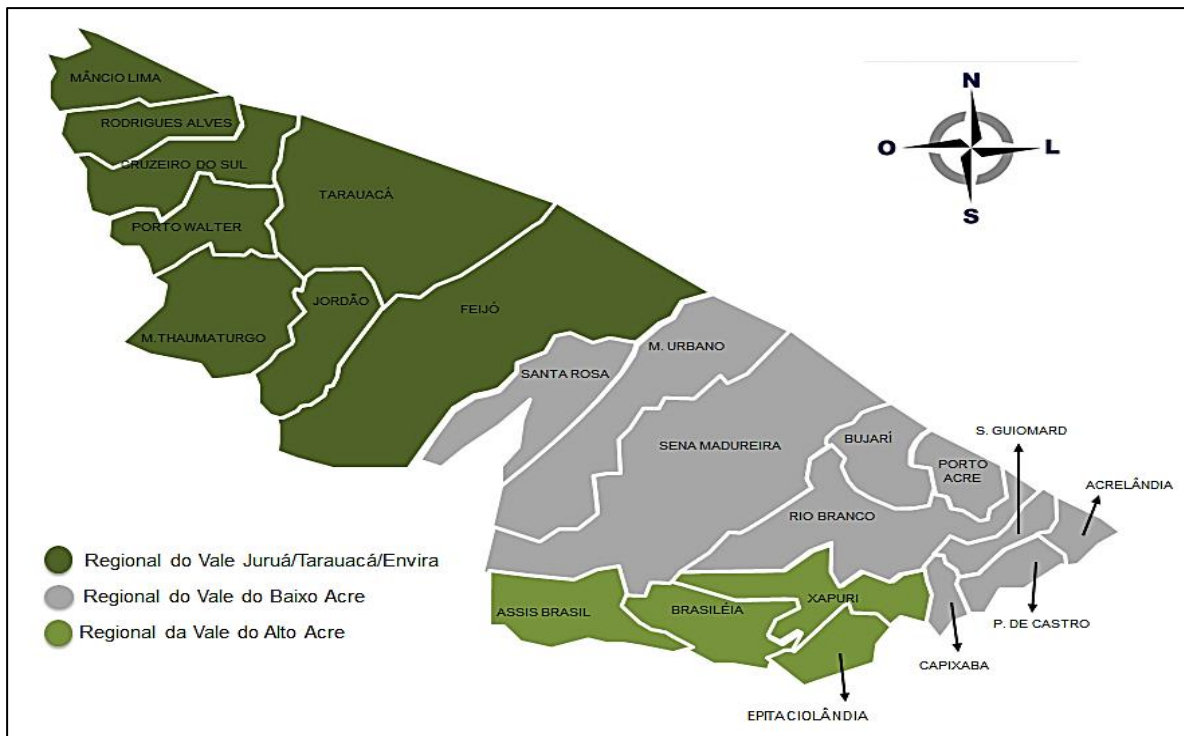 N
O
L
S
MÂNCIO LIMA
RODRIGUES ALVES
CRUZEIRO DO SUL
TARAUACÁ
PORTO WALTER
JORDÃO
FEIJÓ
M.THAUMATURGO
M. URBANO
SANTA ROSA
SENA MADUREIRA
BUJARÍ
S. GUIOMARD
PORTO
ACRE
ACRELÂNDIA
RIO BRANCO
Regional do Vale Juruá/Tarauacá/Envira
Regional do Vale do Baixo Acre
Regional da Vale do Alto Acre
ASSIS BRASIL
BRASILÉIA
XAPURI
P. DE CASTRO
CAPIXABA
EPITACIOLÂNDIA